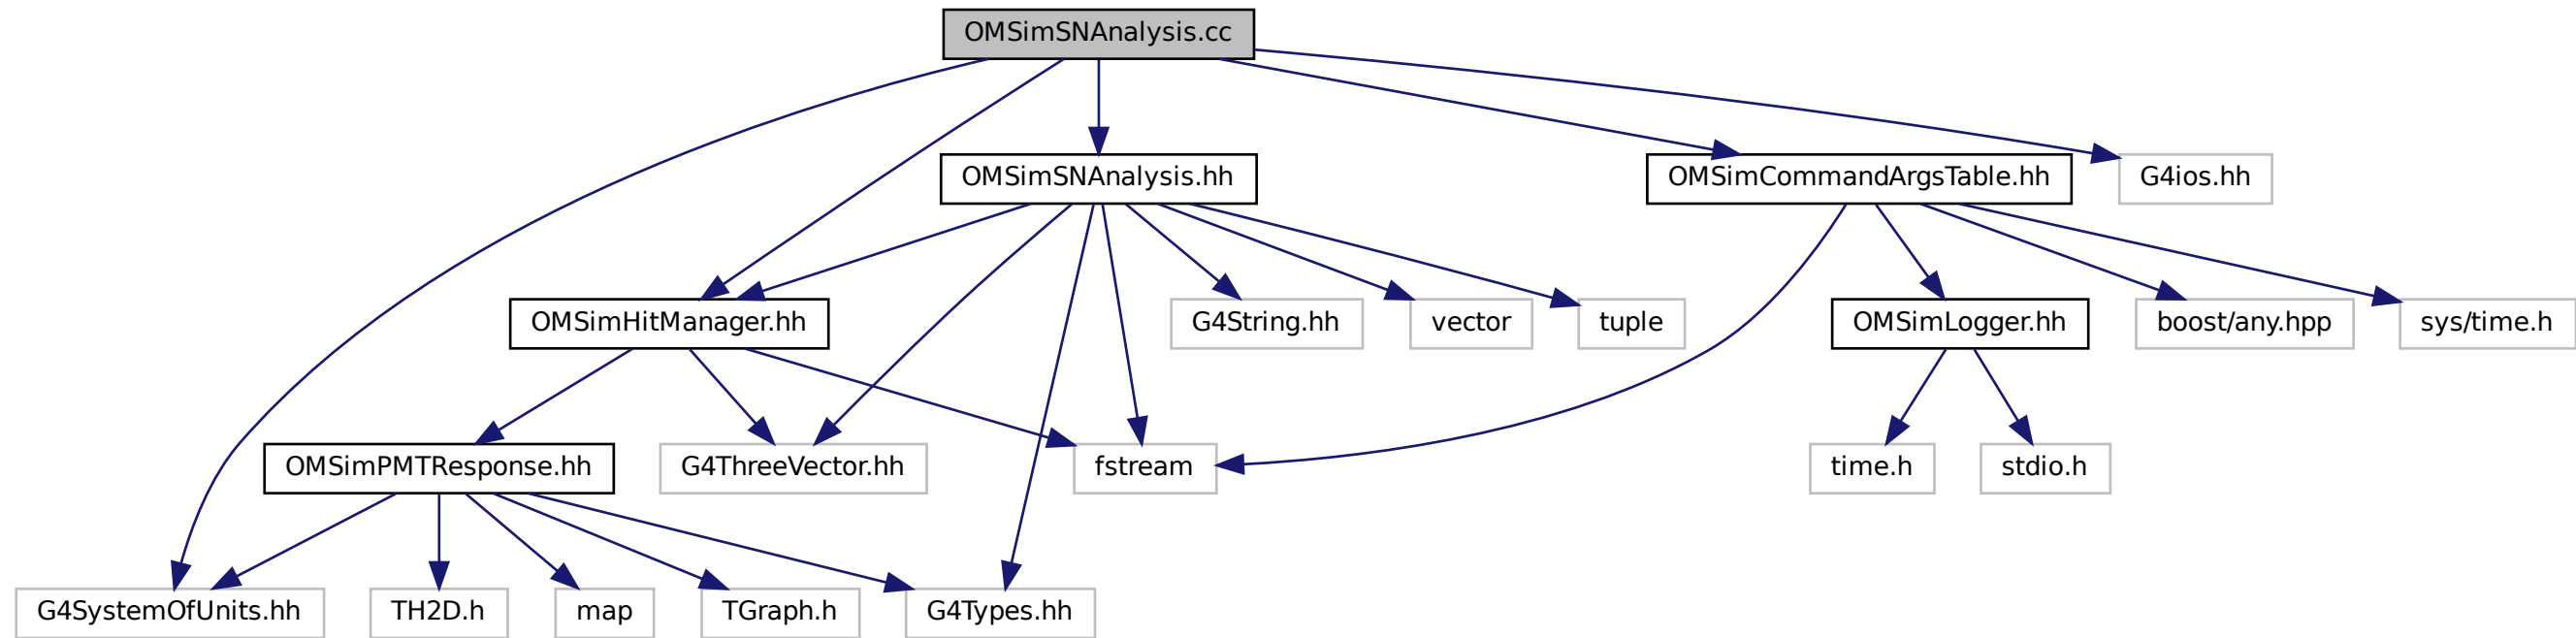 OMSimSNAnalysis.cc
OMSimSNAnalysis.hh
OMSimCommandArgsTable.hh
G4ios.hh
OMSimHitManager.hh
G4String.hh
vector
tuple
OMSimLogger.hh
boost/any.hpp
sys/time.h
OMSimPMTResponse.hh
G4ThreeVector.hh
fstream
time.h
stdio.h
G4SystemOfUnits.hh
TH2D.h
map
TGraph.h
G4Types.hh